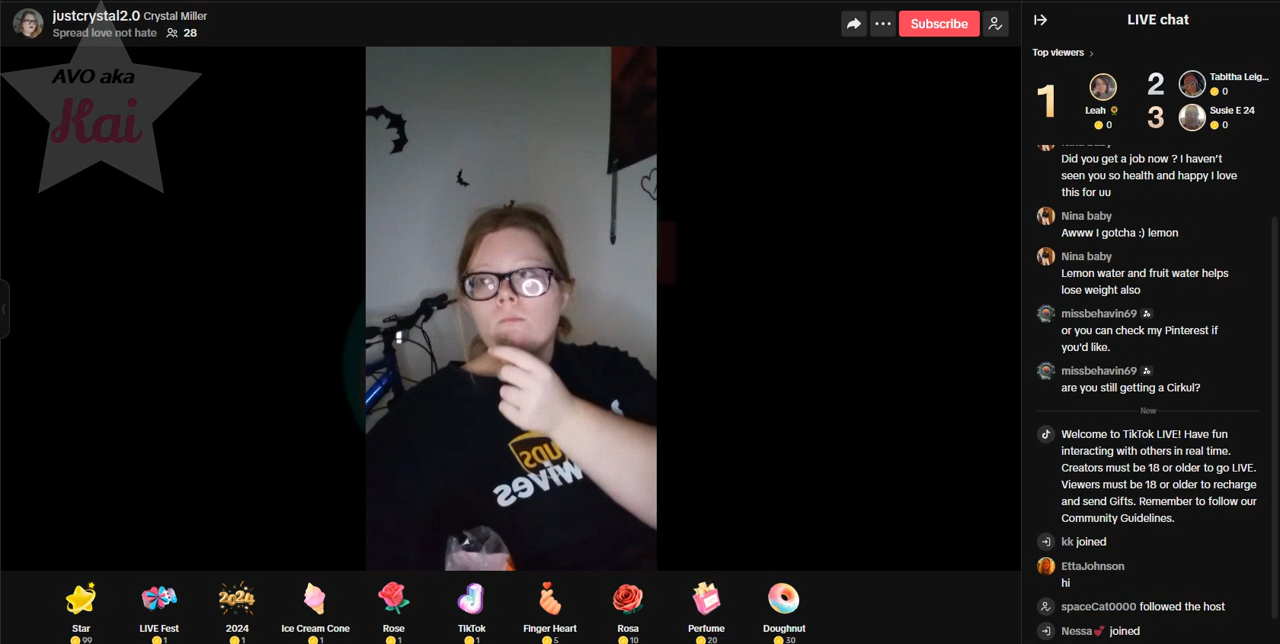 justcrystal2.0 Crystal Miller
Spread love not hate 28
Subscribe
AVO aka
Kai
ups
wives
LIVE chat
Top viewers >
1
Leah
0
2
Tabitha Leig...
0
3
Susie E 24
0
Did you get a job now ? I haven't
seen you so health and happy I love
this for uu
Nina baby
Awww I gotcha :) lemon
Nina baby
Lemon water and fruit water helps
lose weight also
missbehavin69
or you can check my Pinterest if
you'd like.
missbehavin69
are you still getting a Cirkul?
New
Welcome to TikTok LIVE! Have fun
interacting with others in real time.
Creators must be 18 or older to go LIVE.
Viewers must be 18 or older to recharge
and send Gifts. Remember to follow our
Community Guidelines.
kk joined
EttaJohnson
hi
spaceCat0000 followed the host
Nessa💕 joined
2024
Star
LIVE Fest
2024
Ice Cream Cone
Rose
TikTok
Finger Heart
Rosa
Perfume
Doughnut
99
1
1
1
1
1
5
10
20
30